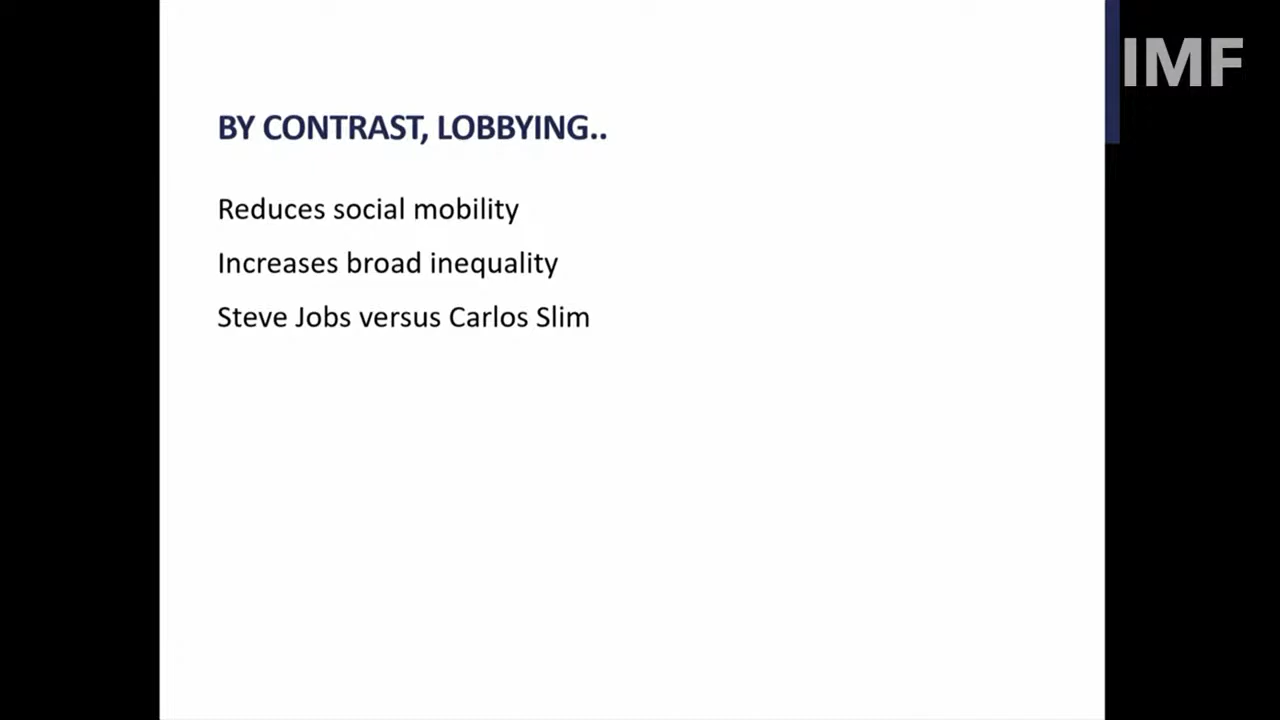 IMF
BY CONTRAST, LOBBYING..
Reduces social mobility
Increases broad inequality
Steve Jobs versus Carlos Slim